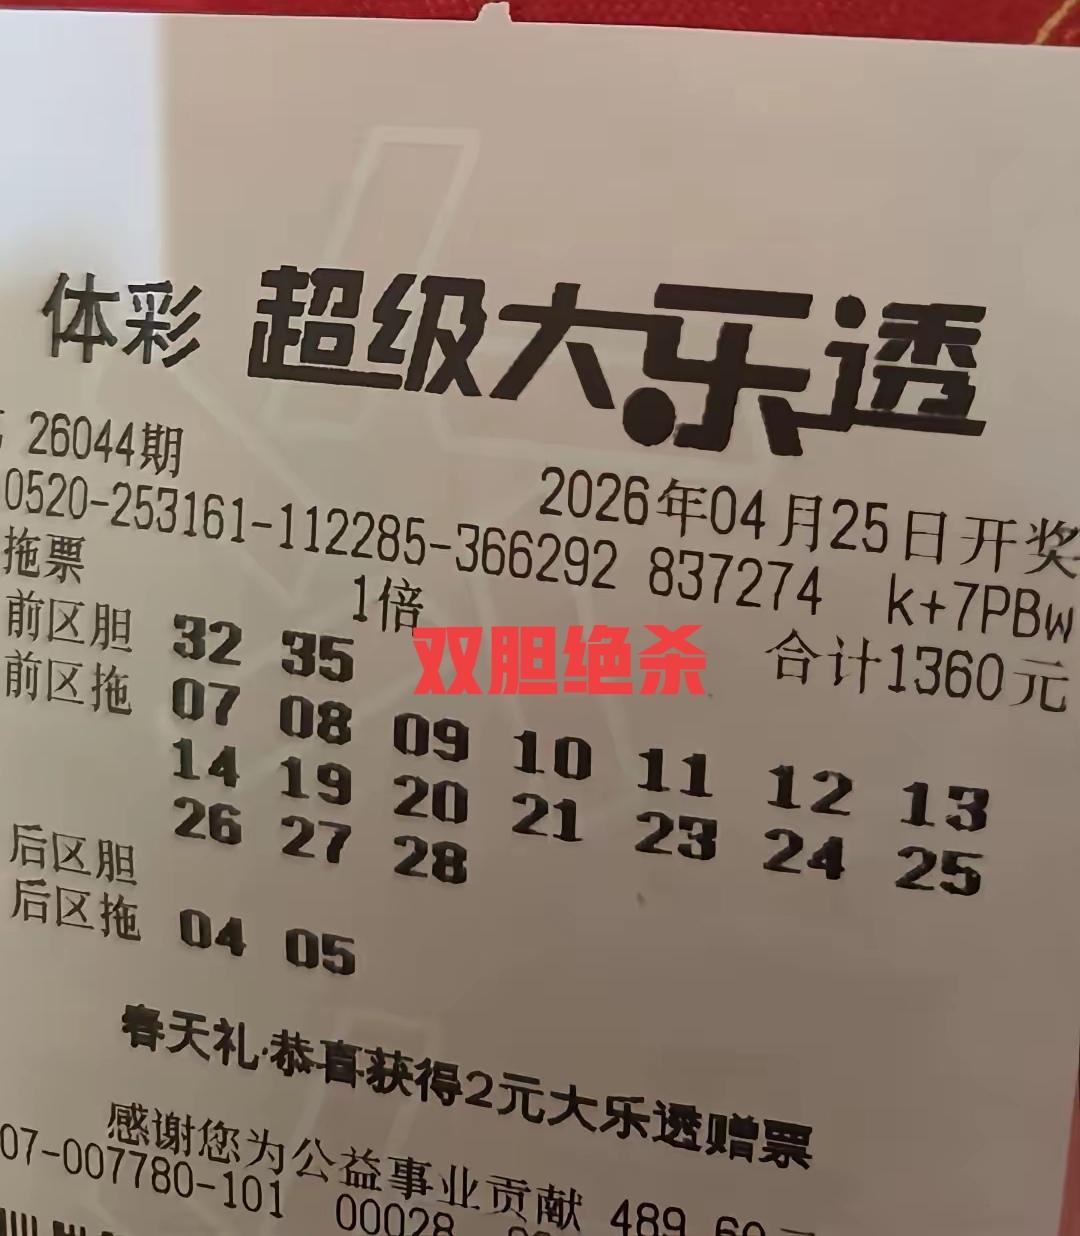 体彩 超级大乐透
26044期
2026年04月25日开奖
0520-253161-112285-366292 837274 k+7PBw
拖票 1倍 合计1360元
前区胆 32 35
双胆绝杀
前区拖 07 08 09 10 11 12 13
14 19 20 21 23 24 25
26 27 28
后区胆
后区拖 04 05
春天礼·恭喜获得2元大乐透赠票
感谢您为公益事业贡献 489.60
07-007780-101 00028